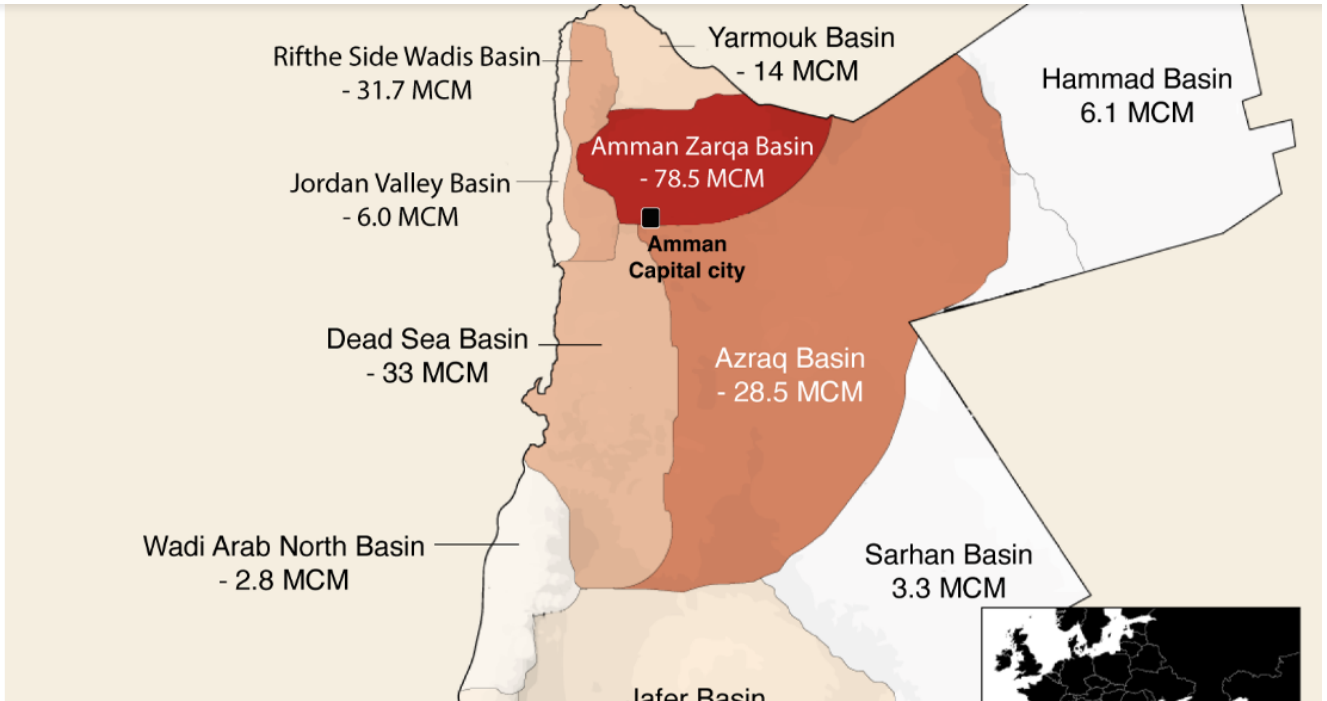 Rifthe Side Wadis Basin
- 31.7 MCM
Yarmouk Basin
- 14 MCM
Hammad Basin
6.1 MCM
Amman Zarqa Basin
- 78.5 MCM
Jordan Valley Basin
- 6.0 MCM
Amman
Capital city
Dead Sea Basin
- 33 MCM
Azraq Basin
- 28.5 MCM
Wadi Arab North Basin
- 2.8 MCM
Sarhan Basin
3.3 MCM
Jafer Basin